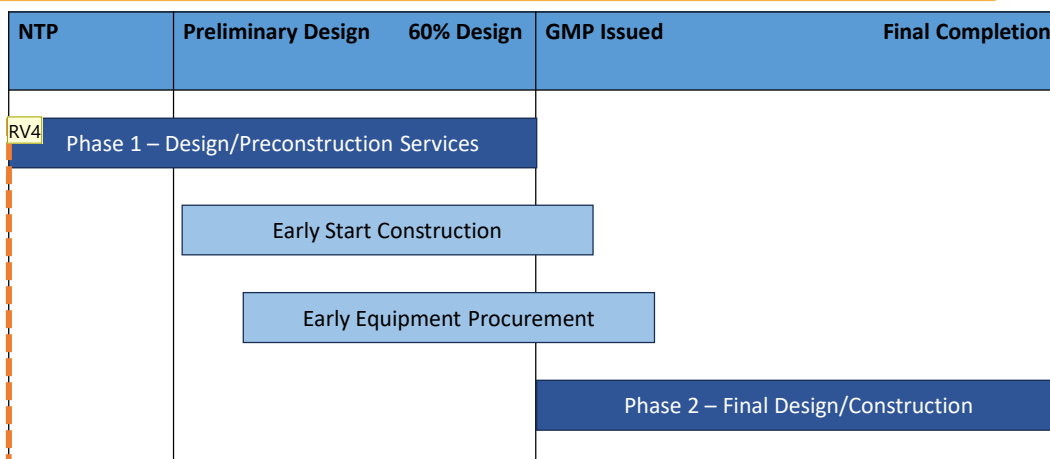 NTP
Preliminary Design
60% Design
GMP Issued
Final Completion
RV4
Phase 1 – Design/Preconstruction Services
Early Start Construction
Early Equipment Procurement
Phase 2 – Final Design/Construction